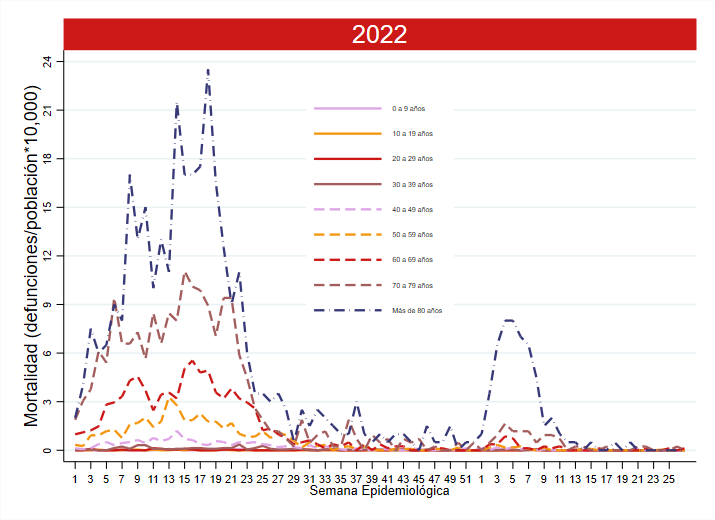 2022
Mortalidad (defunciones/población*10,000)
24
21
18
15
12
9
6
3
0
0 a 9 años
10 a 19 años
20 a 29 años
30 a 39 años
40 a 49 años
50 a 59 años
60 a 69 años
70 a 79 años
Más de 80 años
1 3 5 7 9 11 13 15 17 19 21 23 25 27 29 31 33 35 37 39 41 43 45 47 49 51 1 3 5 7 9 11 13 15 17 19 21 23 25
Semana Epidemiológica